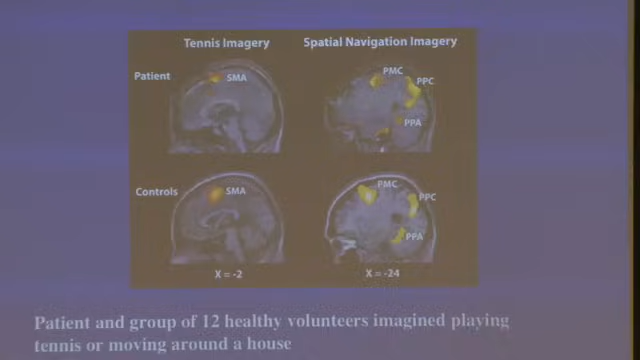 Tennis Imagery Spatial Navigation Imagery
Patient SMA PMC PPC PPA
Controls SMA PMC PPC PPA
X = -2 X = -24
Patient and group of 12 healthy volunteers imagined playing
tennis or moving around a house